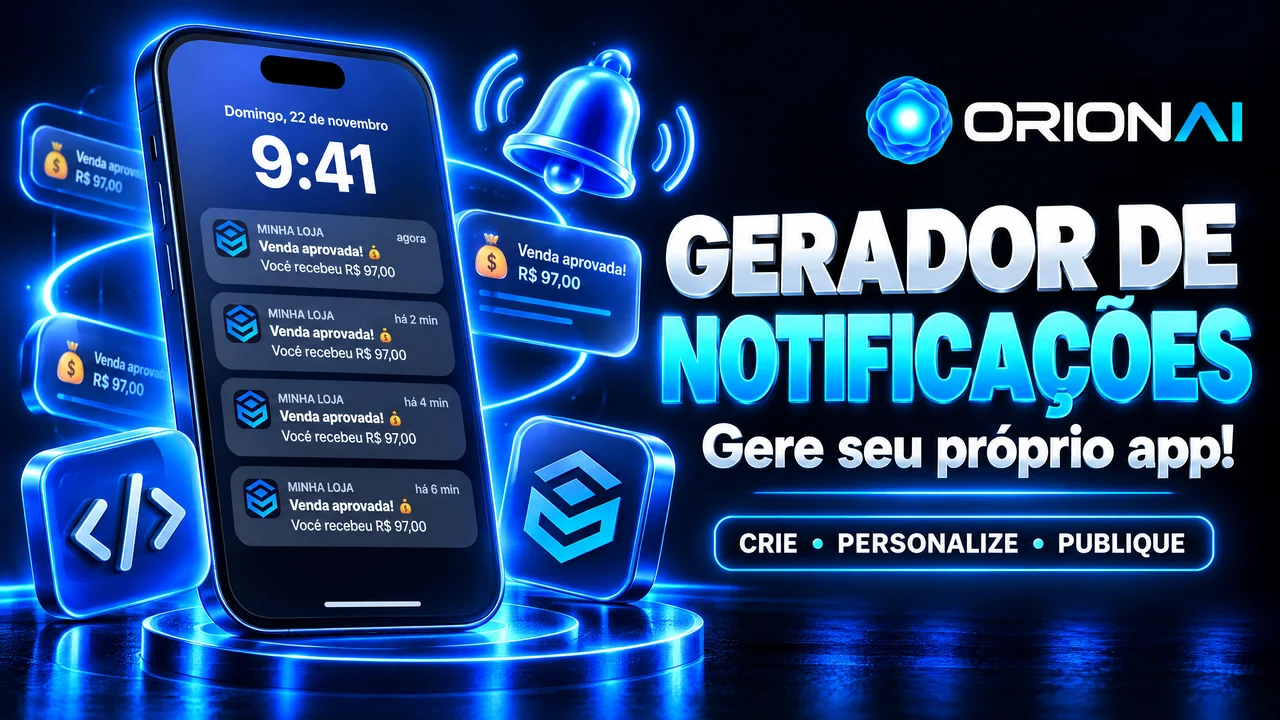 Domingo, 22 de novembro
9:41
MINHA LOJA
agora
Venda aprovada! 💰
Você recebeu R$ 97,00
MINHA LOJA
há 2 min
Venda aprovada! 💰
Você recebeu R$ 97,00
MINHA LOJA
há 4 min
Venda aprovada! 💰
Você recebeu R$ 97,00
MINHA LOJA
há 6 min
Venda aprovada! 💰
Você recebeu R$ 97,00
Venda aprov
R$ 97,00
Venda aprovad
R$ 97,00
Venda aprovada!
R$ 97,00
</>
ORIONAI
GERADOR DE
NOTIFICAÇÕES
Gere seu próprio app!
CRIE • PERSONALIZE • PUBLIQUE